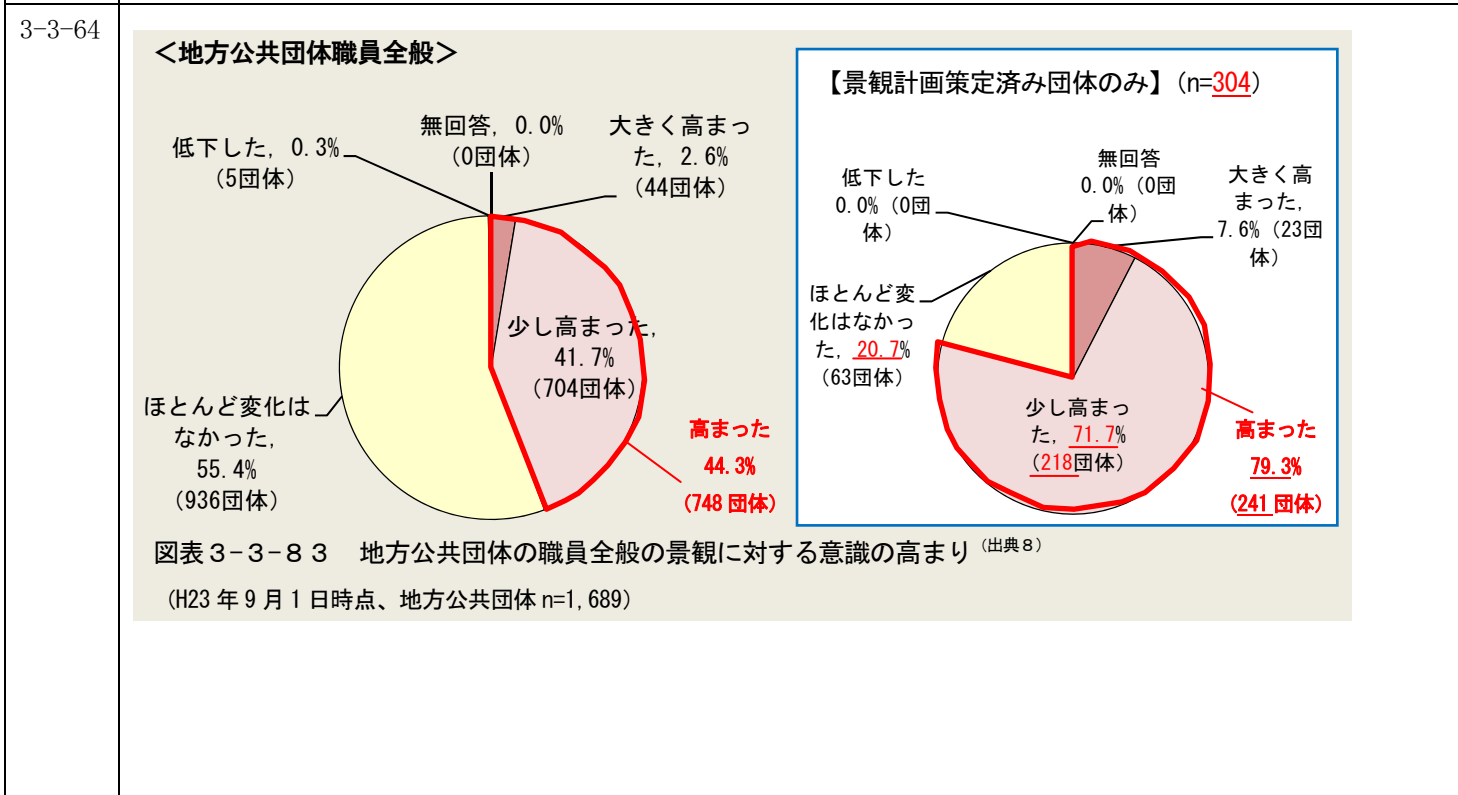 3-3-64
<地方公共団体職員全般>
低下した, 0.3%
(5団体)
無回答, 0.0%
(0団体)
大きく高まっ
た, 2.6%
(44団体)
少し高まった,
41.7%
(704団体)
ほとんど変化は
なかった,
55.4%
(936団体)
高まった
44.3%
(748 団体)
【景観計画策定済み団体のみ】(n=304)
低下した
0.0%(0団
体)
無回答
0.0%(0団
体)
大きく高
まった,
7.6%(23団
体)
ほとんど変
化はなかっ
た, 20.7%
(63団体)
少し高まっ
た, 71.7%
(218団体)
高まった
79.3%
(241 団体)
図表3-3-83 地方公共団体の職員全般の景観に対する意識の高まり(出典8)
(H23 年 9 月 1 日時点、地方公共団体 n=1,689)